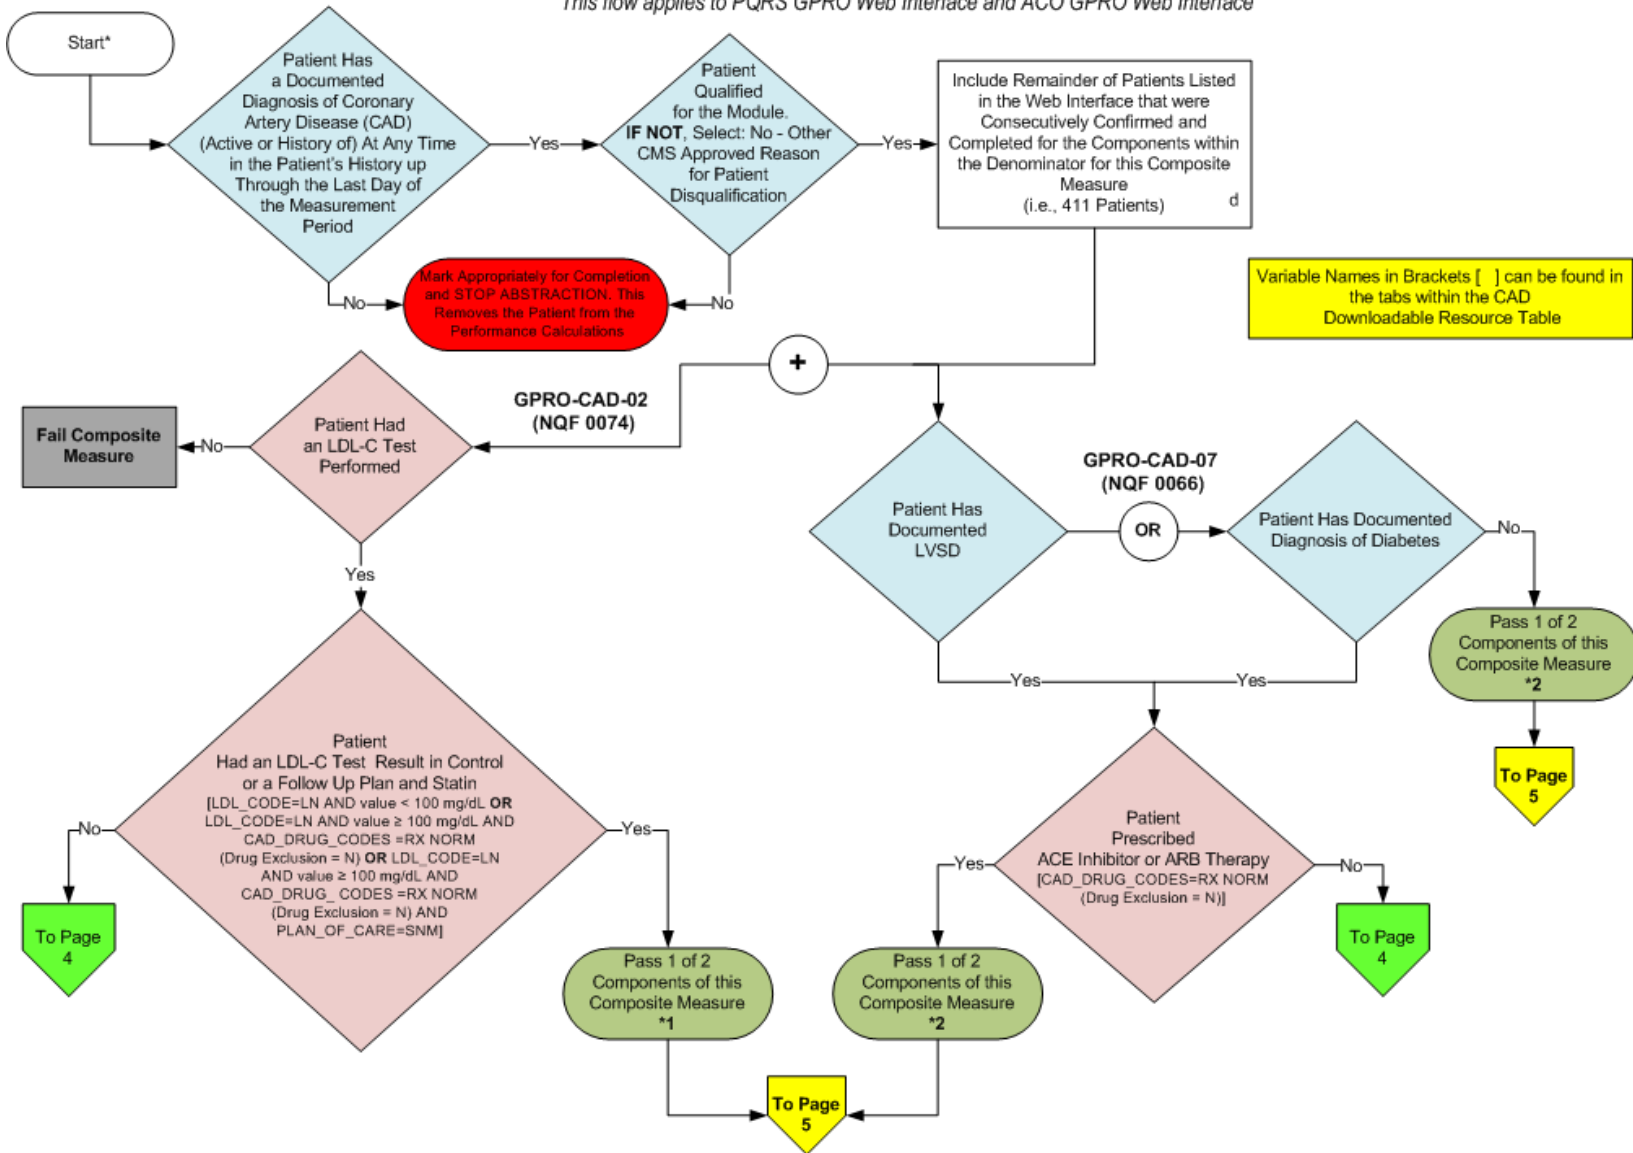 This flow applies to PQRS GPRO Web Interface and ACO GPRO Web Interface
Start*
Patient Has
a Documented
Diagnosis of Coronary
Artery Disease (CAD)
(Active or History of) At Any Time
in the Patient's History up
Through the Last Day of
the Measurement
Period
Yes
Patient
Qualified
for the Module.
IF NOT, Select: No - Other
CMS Approved Reason
for Patient
Disqualification
Yes
Include Remainder of Patients Listed
in the Web Interface that were
Consecutively Confirmed and
Completed for the Components within
the Denominator for this Composite
Measure
(i.e., 411 Patients)
d
No
Mark Appropriately for Completion
and STOP ABSTRACTION. This
Removes the Patient from the
Performance Calculations
No
Variable Names in Brackets [ ] can be found in
the tabs within the CAD
Downloadable Resource Table
+
GPRO-CAD-02
(NQF 0074)
Patient Had
an LDL-C Test
Performed
No
Fail Composite
Measure
Yes
Patient Has
Documented
LVSD
GPRO-CAD-07
(NQF 0066)
OR
Patient Has Documented
Diagnosis of Diabetes
No
Pass 1 of 2
Components of this
Composite Measure
*2
To Page
5
Yes
Yes
Patient
Had an LDL-C Test Result in Control
or a Follow Up Plan and Statin
[LDL_CODE=LN AND value < 100 mg/dL OR
LDL_CODE=LN AND value ≥ 100 mg/dL AND
CAD_DRUG_CODES =RX NORM
(Drug Exclusion = N) OR LDL_CODE=LN
AND value ≥ 100 mg/dL AND
CAD_DRUG_ CODES =RX NORM
(Drug Exclusion = N) AND
PLAN_OF_CARE=SNM]
No
To Page
4
Yes
Pass 1 of 2
Components of this
Composite Measure
*1
Patient
Prescribed
ACE Inhibitor or ARB Therapy
[CAD_DRUG_CODES=RX NORM
(Drug Exclusion = N)]
Yes
Pass 1 of 2
Components of this
Composite Measure
*2
No
To Page
4
To Page
5